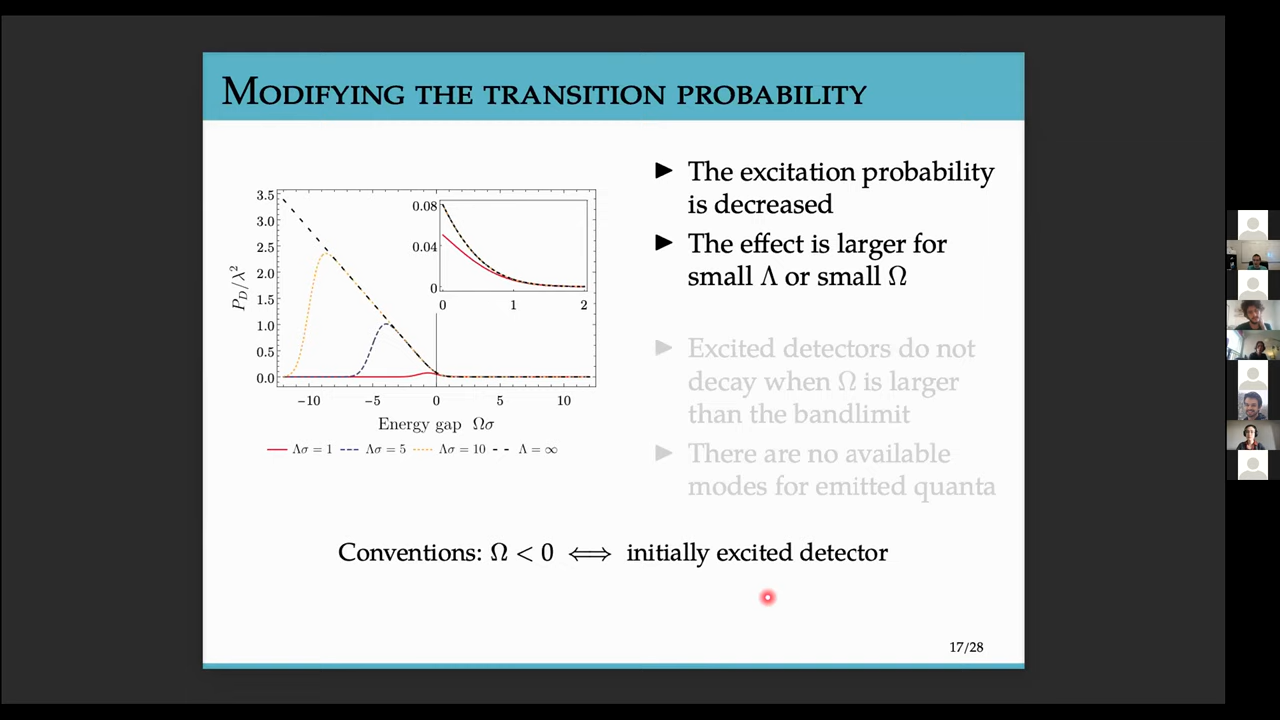 MODIFYING THE TRANSITION PROBABILITY
3.5
3.0
2.5
2.0
1.5
1.0
0.5
0.0
P_D/λ²
0.08
0.04
0
0 1 2
−10 −5 0 5 10
Energy gap Ωσ
Λσ = 1 Λσ = 5 Λσ = 10 Λ = ∞
► The excitation probability
is decreased
► The effect is larger for
small Λ or small Ω
► Excited detectors do not
decay when Ω is larger
than the bandlimit
► There are no available
modes for emitted quanta
Conventions: Ω < 0 ⟺ initially excited detector
17/28